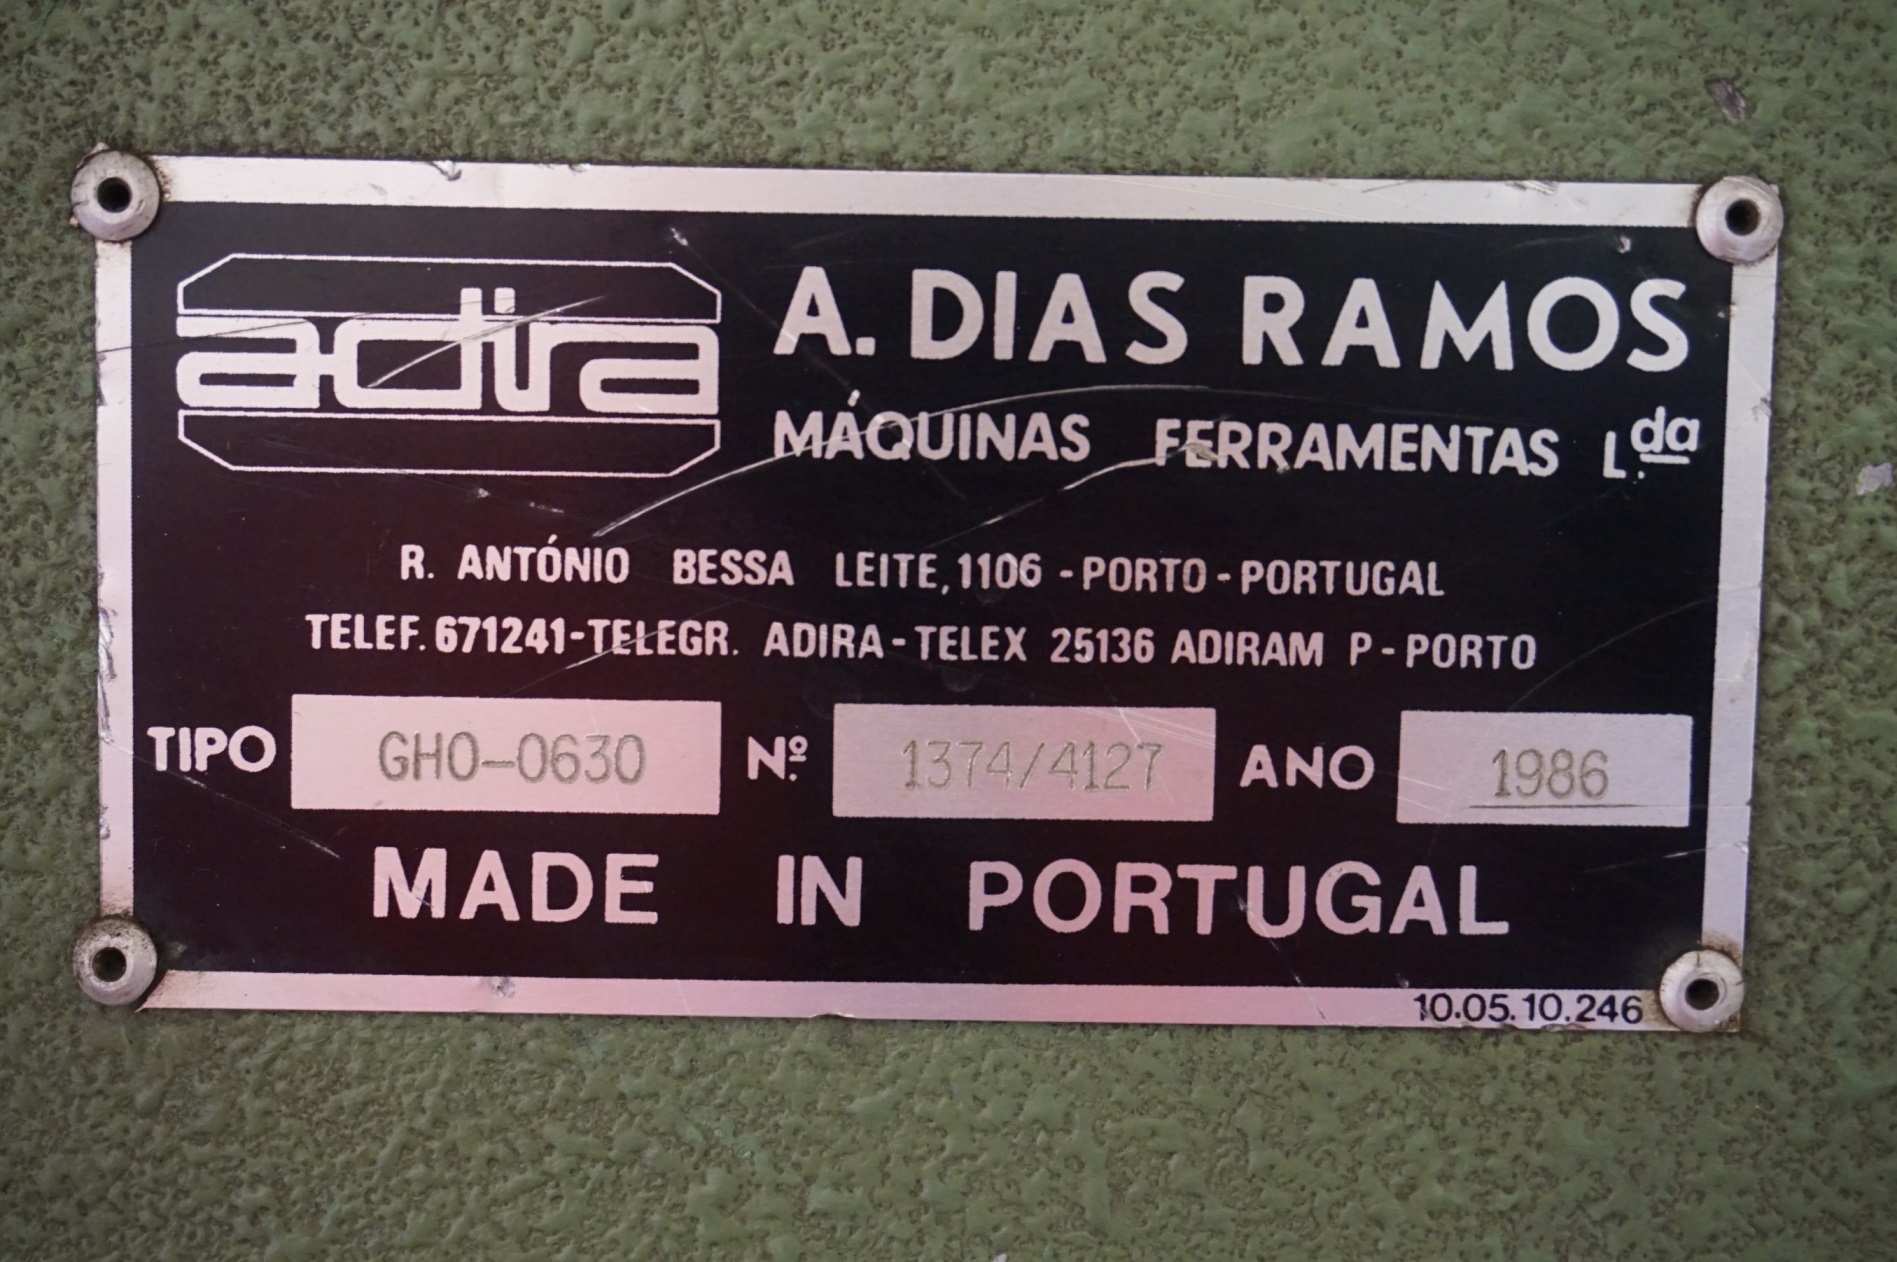 adira
A. DIAS RAMOS
MÁQUINAS FERRAMENTAS L.da
R. ANTÓNIO BESSA LEITE, 1106 - PORTO - PORTUGAL
TELEF. 671241 - TELEGR. ADIRA - TELEX 25136 ADIRAM P - PORTO
TIPO GHO-0630 Nº 1374/4127 ANO 1986
MADE IN PORTUGAL
10.05.10.246